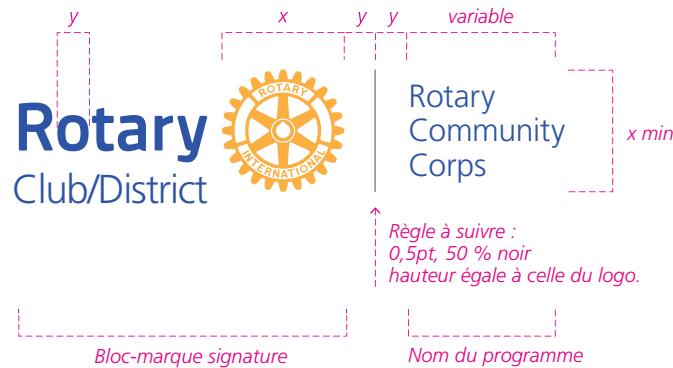 y
x
y
y
variable
Rotary
Club/District
ROTARY
INTERNATIONAL
Rotary
Community
Corps
x min
Règle à suivre :
0,5pt, 50 % noir
hauteur égale à celle du logo.
Bloc-marque signature
Nom du programme